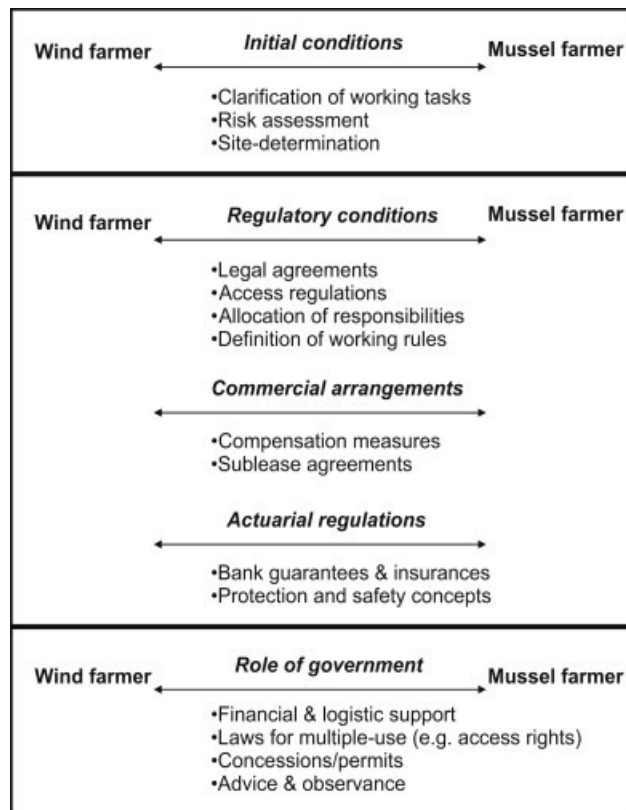 Initial conditions
Wind farmer Mussel farmer
•Clarification of working tasks
•Risk assessment
•Site-determination
Regulatory conditions
Wind farmer Mussel farmer
•Legal agreements
•Access regulations
•Allocation of responsibilities
•Definition of working rules
Commercial arrangements
•Compensation measures
•Sublease agreements
Actuarial regulations
•Bank guarantees & insurances
•Protection and safety concepts
Role of government
Wind farmer Mussel farmer
•Financial & logistic support
•Laws for multiple-use (e.g. access rights)
•Concessions/permits
•Advice & observance